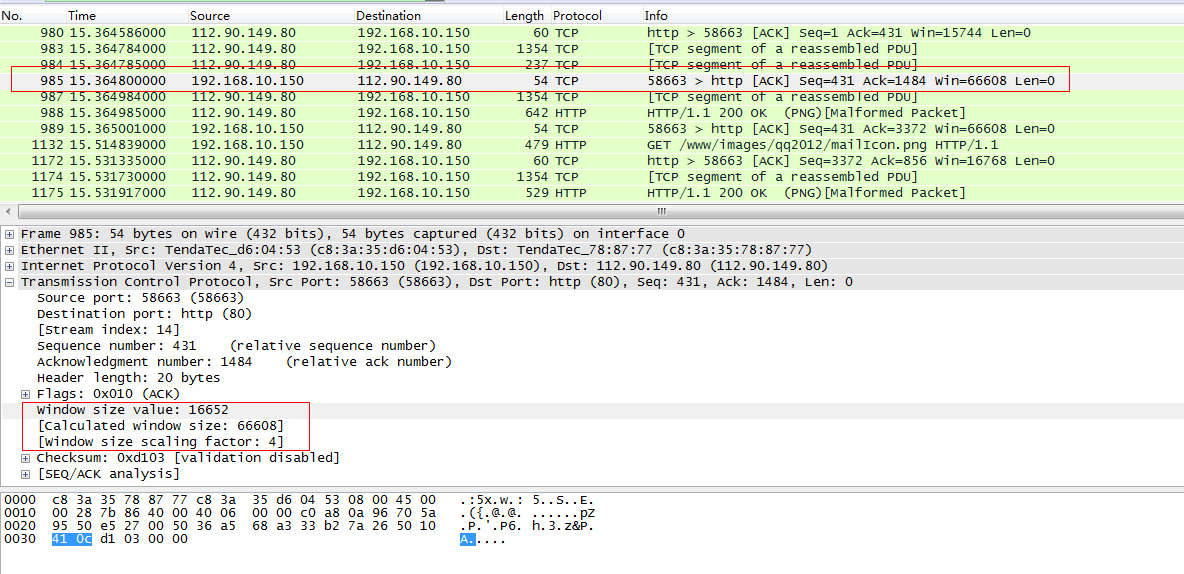 No. Time Source Destination Length Protocol Info
980 15.364586000 112.90.149.80 192.168.10.150 60 TCP http > 58663 [ACK] Seq=1 Ack=431 Win=15744 Len=0
983 15.364784000 112.90.149.80 192.168.10.150 1354 TCP [TCP segment of a reassembled PDU]
984 15.364785000 112.90.149.80 192.168.10.150 237 TCP [TCP segment of a reassembled PDU]
985 15.364800000 192.168.10.150 112.90.149.80 54 TCP 58663 > http [ACK] Seq=431 Ack=1484 Win=66608 Len=0
987 15.364984000 112.90.149.80 192.168.10.150 1354 TCP [TCP segment of a reassembled PDU]
988 15.364985000 112.90.149.80 192.168.10.150 642 HTTP HTTP/1.1 200 OK (PNG)[Malformed Packet]
989 15.365001000 192.168.10.150 112.90.149.80 54 TCP 58663 > http [ACK] Seq=431 Ack=3372 Win=66608 Len=0
1132 15.514839000 192.168.10.150 112.90.149.80 479 HTTP GET /www/images/qq2012/mailIcon.png HTTP/1.1
1172 15.531335000 112.90.149.80 192.168.10.150 60 TCP http > 58663 [ACK] Seq=3372 Ack=856 Win=16768 Len=0
1174 15.531730000 112.90.149.80 192.168.10.150 1354 TCP [TCP segment of a reassembled PDU]
1175 15.531917000 112.90.149.80 192.168.10.150 529 HTTP HTTP/1.1 200 OK (PNG)[Malformed Packet]
Frame 985: 54 bytes on wire (432 bits), 54 bytes captured (432 bits) on interface 0
Ethernet II, Src: TendaTec_d6:04:53 (c8:3a:35:d6:04:53), Dst: TendaTec_78:87:77 (c8:3a:35:78:87:77)
Internet Protocol Version 4, Src: 192.168.10.150 (192.168.10.150), Dst: 112.90.149.80 (112.90.149.80)
Transmission Control Protocol, Src Port: 58663 (58663), Dst Port: http (80), Seq: 431, Ack: 1484, Len: 0
Source port: 58663 (58663)
Destination port: http (80)
[Stream index: 14]
Sequence number: 431 (relative sequence number)
Acknowledgment number: 1484 (relative ack number)
Header length: 20 bytes
Flags: 0x010 (ACK)
Window size value: 16652
[Calculated window size: 66608]
[Window size scaling factor: 4]
Checksum: 0xd103 [validation disabled]
[SEQ/ACK analysis]
0000 c8 3a 35 78 87 77 c8 3a 35 d6 04 53 08 00 45 00 .:5x.w.: 5..S..E.
0010 00 28 7b 86 40 00 40 06 00 00 c0 a8 0a 96 70 5a .({.@.@. ......pZ
0020 95 50 e5 27 00 50 36 a5 68 a3 33 b2 7a 26 50 10 .P.'.P6. h.3.z&P.
0030 41 0c d1 03 00 00 A.....